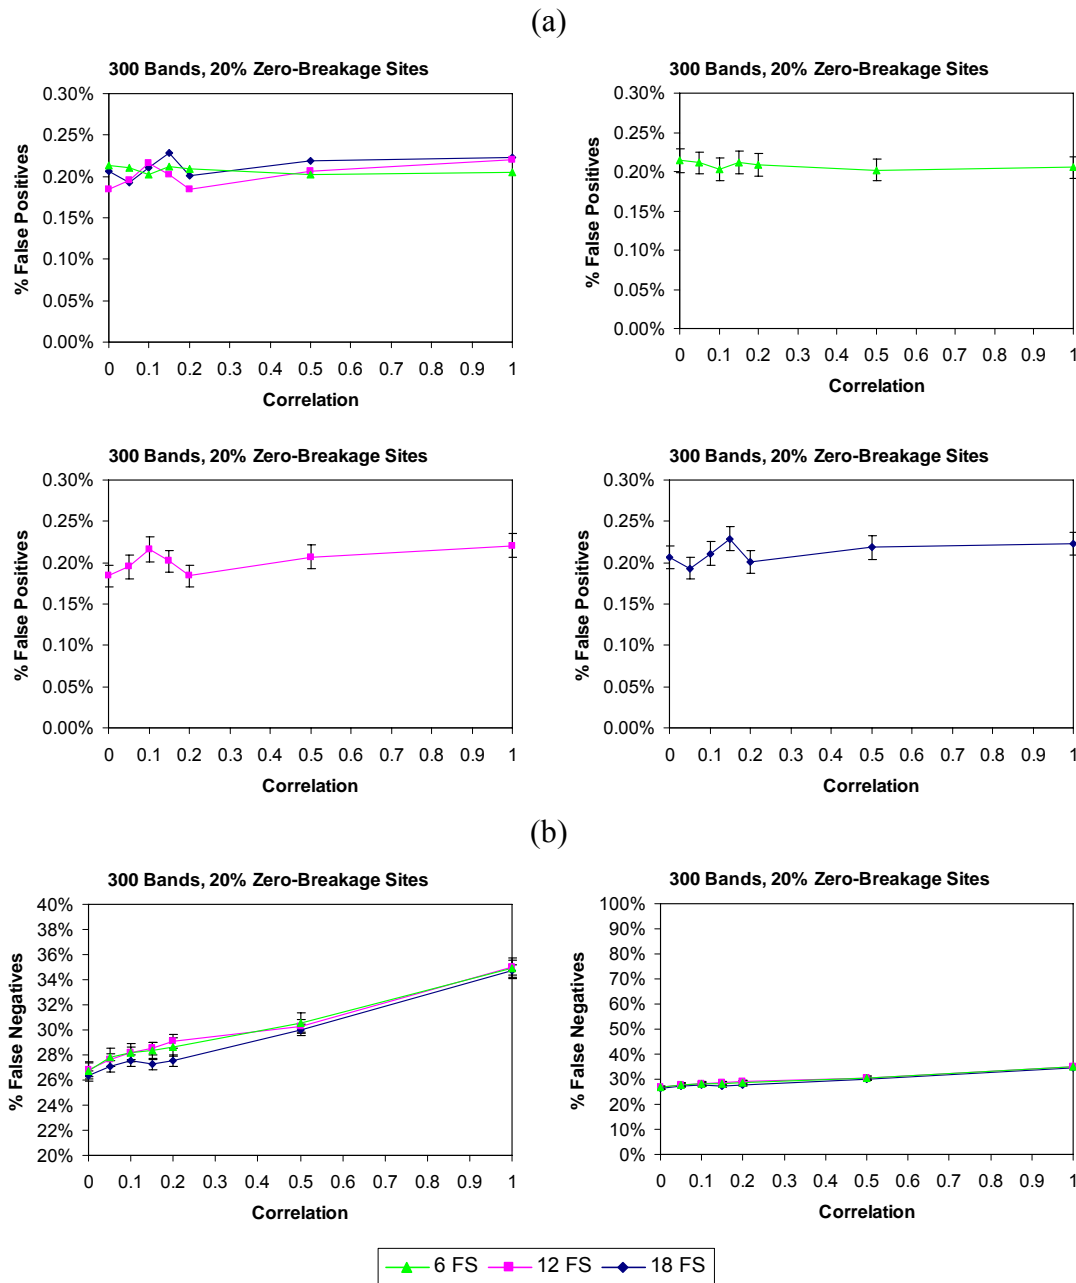 (a)
300 Bands, 20% Zero-Breakage Sites
% False Positives
0.30%
0.25%
0.20%
0.15%
0.10%
0.05%
0.00%
0 0.1 0.2 0.3 0.4 0.5 0.6 0.7 0.8 0.9 1
Correlation
300 Bands, 20% Zero-Breakage Sites
% False Positives
0.30%
0.25%
0.20%
0.15%
0.10%
0.05%
0.00%
0 0.1 0.2 0.3 0.4 0.5 0.6 0.7 0.8 0.9 1
Correlation
300 Bands, 20% Zero-Breakage Sites
% False Positives
0.30%
0.25%
0.20%
0.15%
0.10%
0.05%
0.00%
0 0.1 0.2 0.3 0.4 0.5 0.6 0.7 0.8 0.9 1
Correlation
300 Bands, 20% Zero-Breakage Sites
% False Positives
0.30%
0.25%
0.20%
0.15%
0.10%
0.05%
0.00%
0 0.1 0.2 0.3 0.4 0.5 0.6 0.7 0.8 0.9 1
Correlation
(b)
300 Bands, 20% Zero-Breakage Sites
% False Negatives
40%
38%
36%
34%
32%
30%
28%
26%
24%
22%
20%
0 0.1 0.2 0.3 0.4 0.5 0.6 0.7 0.8 0.9 1
Correlation
300 Bands, 20% Zero-Breakage Sites
% False Negatives
100%
90%
80%
70%
60%
50%
40%
30%
20%
10%
0%
0 0.1 0.2 0.3 0.4 0.5 0.6 0.7 0.8 0.9 1
Correlation
6 FS 12 FS 18 FS